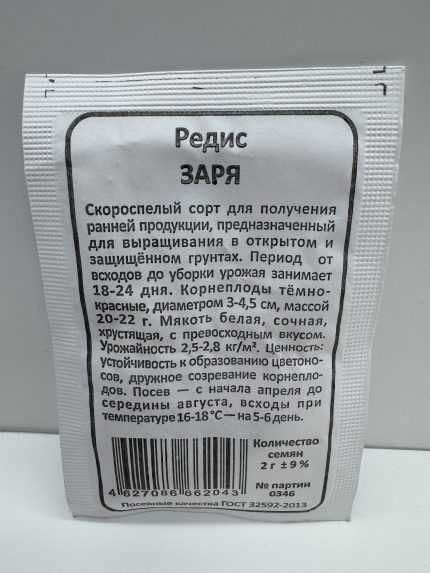 Редис
ЗАРЯ
Скороспелый сорт для получения
ранней продукции, предназначенный
для выращивания в открытом и
защищённом грунтах. Период от
всходов до уборки урожая занимает
18-24 дня. Корнеплоды тёмно-
красные, диаметром 3-4,5 см, массой
20-22 г. Мякоть белая, сочная,
хрустящая, с превосходным вкусом.
Урожайность 2,5-2,8 кг/м². Ценность:
устойчивость к образованию цветоно-
сов, дружное созревание корнепло-
дов. Посев — с начала апреля до
середины августа, всходы при
температуре 16-18 °С — на 5-6 день.
Количество
семян
2 г ± 9 %
№ партии
0346
4 627086 662043
Посевные качества ГОСТ 32592-2013